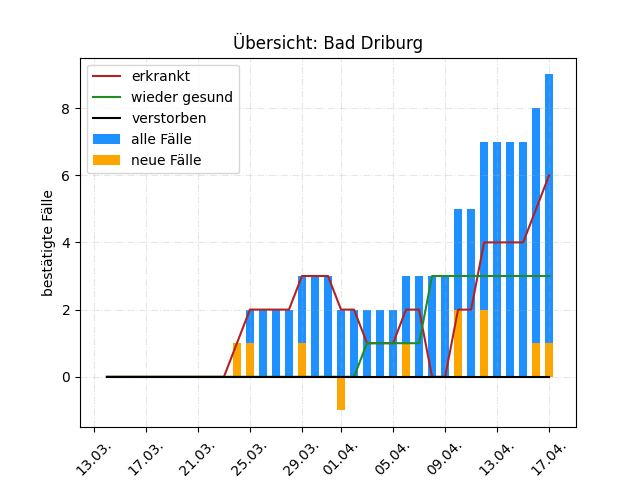 Übersicht: Bad Driburg
erkrankt
wieder gesund
verstorben
alle Fälle
neue Fälle
bestätigte Fälle
8
6
4
2
0
13.03.
17.03.
21.03.
25.03.
29.03.
01.04.
05.04.
09.04.
13.04.
17.04.